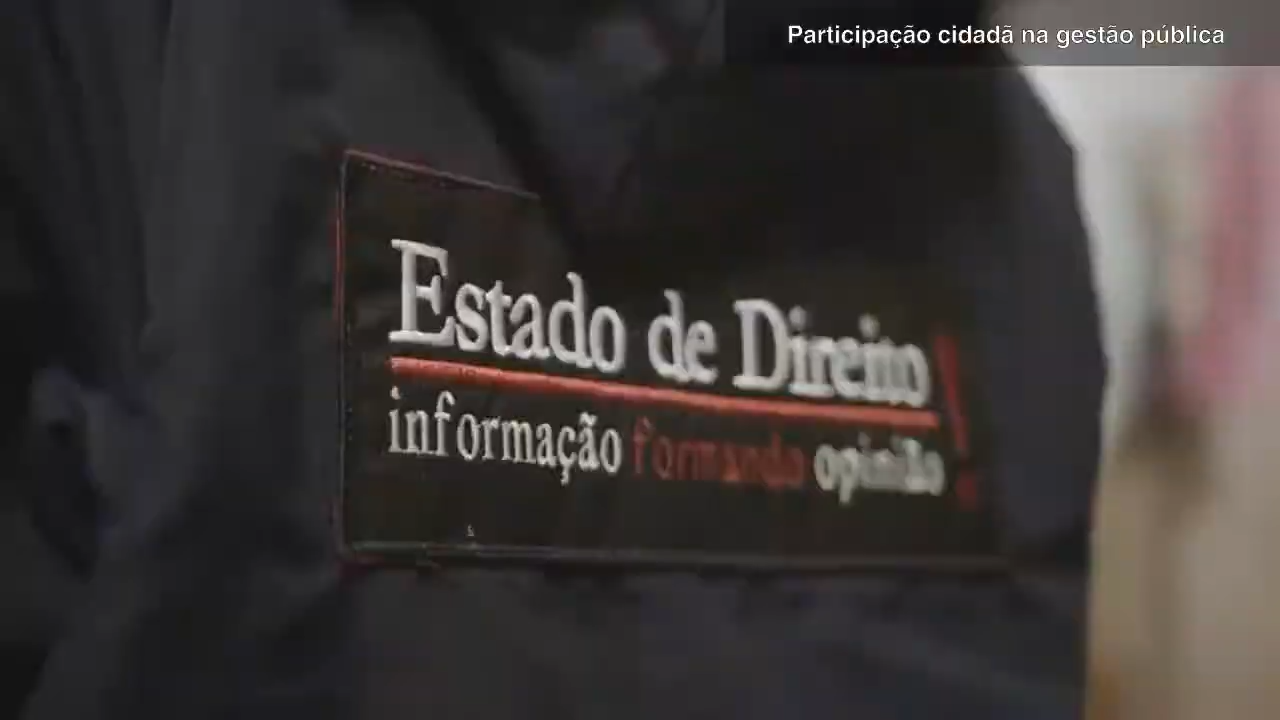 Participação cidadã na gestão pública
Estado de Direito!
informação formando opinião